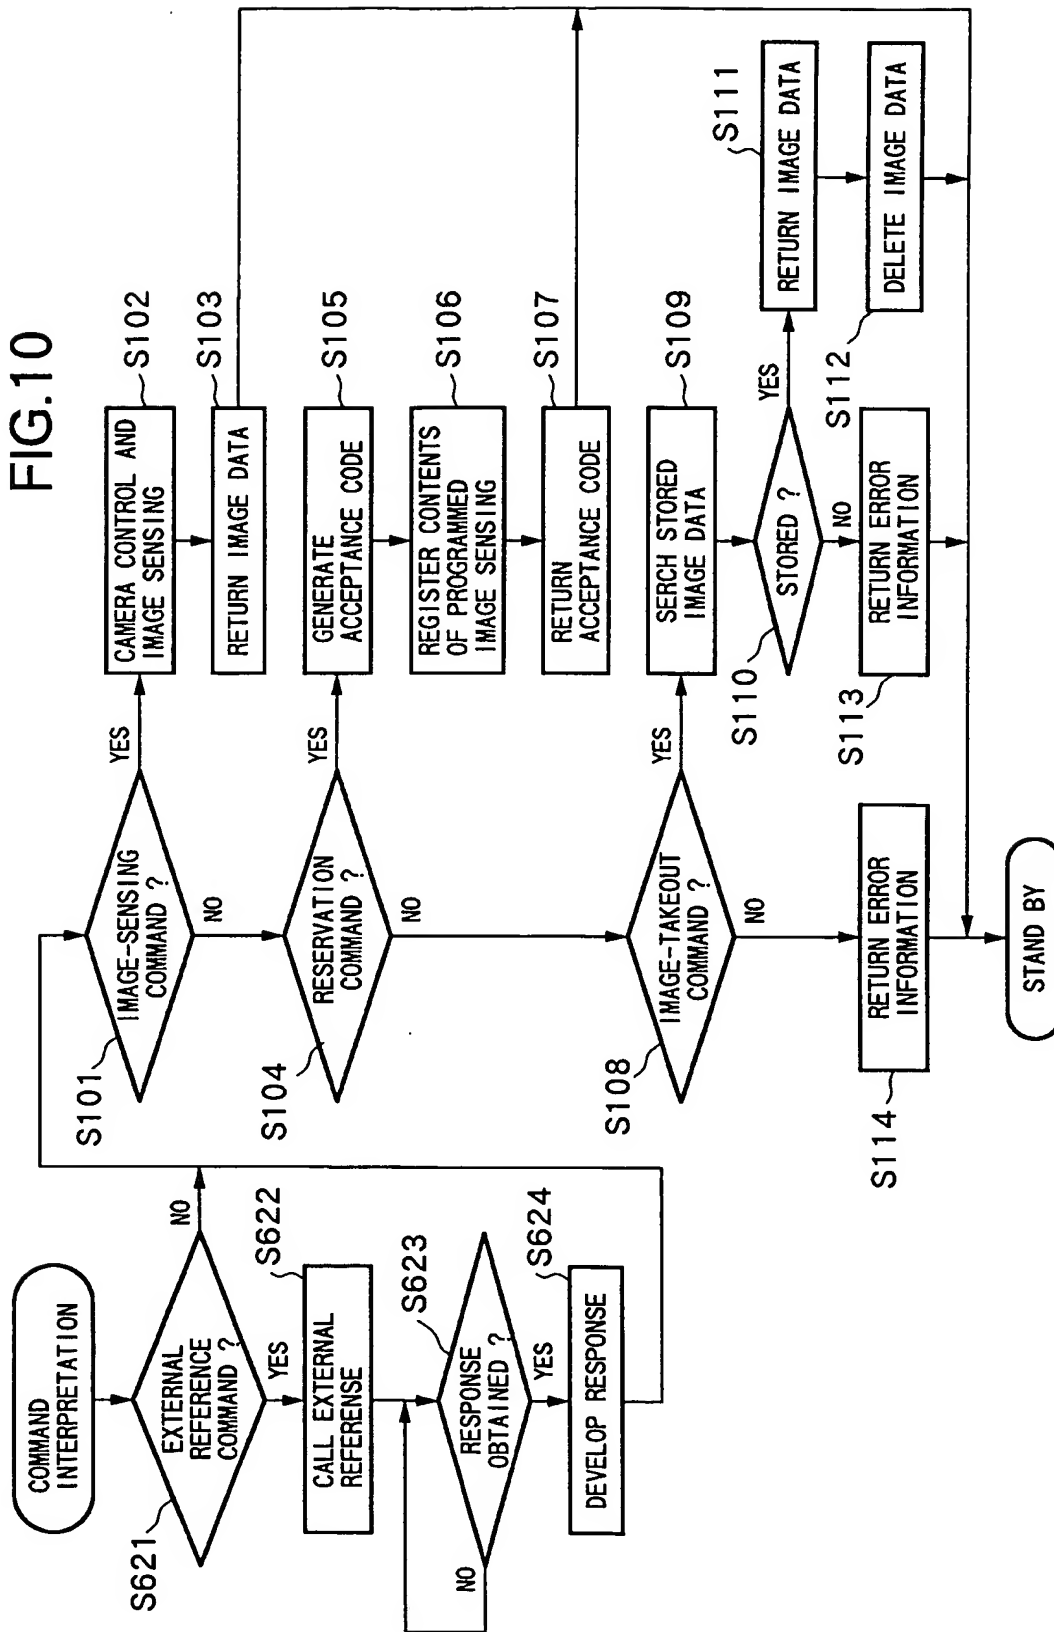 FIG.10
COMMAND
INTERPRETATION
S621
EXTERNAL
REFERENCE
COMMAND ?
NO
YES
S622
CALL EXTERNAL
REFERENSE
S623
RESPONSE
OBTAINED ?
NO
YES
S624
DEVELOP RESPONSE
S101
IMAGE-SENSING
COMMAND ?
YES
NO
S102
CAMERA CONTROL AND
IMAGE SENSING
S103
RETURN IMAGE DATA
S104
RESERVATION
COMMAND ?
YES
NO
S105
GENERATE
ACCEPTANCE CODE
S106
REGISTER CONTENTS
OF PROGRAMMED
IMAGE SENSING
S107
RETURN
ACCEPTANCE CODE
S108
IMAGE-TAKEOUT
COMMAND ?
YES
NO
S109
SERCH STORED
IMAGE DATA
S110
STORED ?
YES
NO
S111
RETURN IMAGE DATA
S112
DELETE IMAGE DATA
S113
RETURN ERROR
INFORMATION
S114
RETURN ERROR
INFORMATION
STAND BY